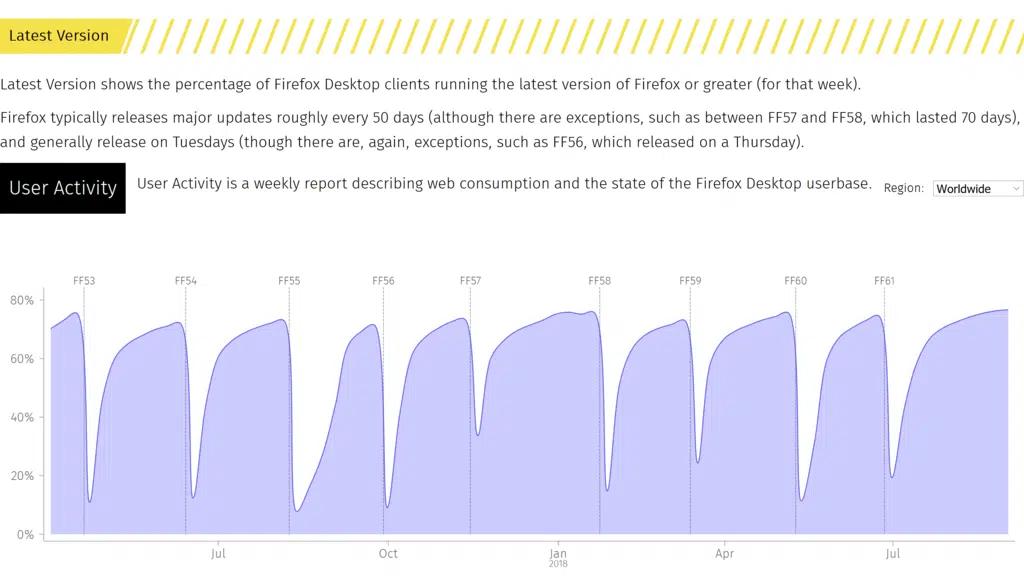 Latest Version
Latest Version shows the percentage of Firefox Desktop clients running the latest version of Firefox or greater (for that week).
Firefox typically releases major updates roughly every 50 days (although there are exceptions, such as between FF57 and FF58, which lasted 70 days),
and generally release on Tuesdays (though there are, again, exceptions, such as FF56, which released on a Thursday).
User Activity
User Activity is a weekly report describing web consumption and the state of the Firefox Desktop userbase.
Region: Worldwide
FF53 FF54 FF55 FF56 FF57 FF58 FF59 FF60 FF61
80%
60%
40%
20%
0%
Jul Oct Jan Apr Jul
2018